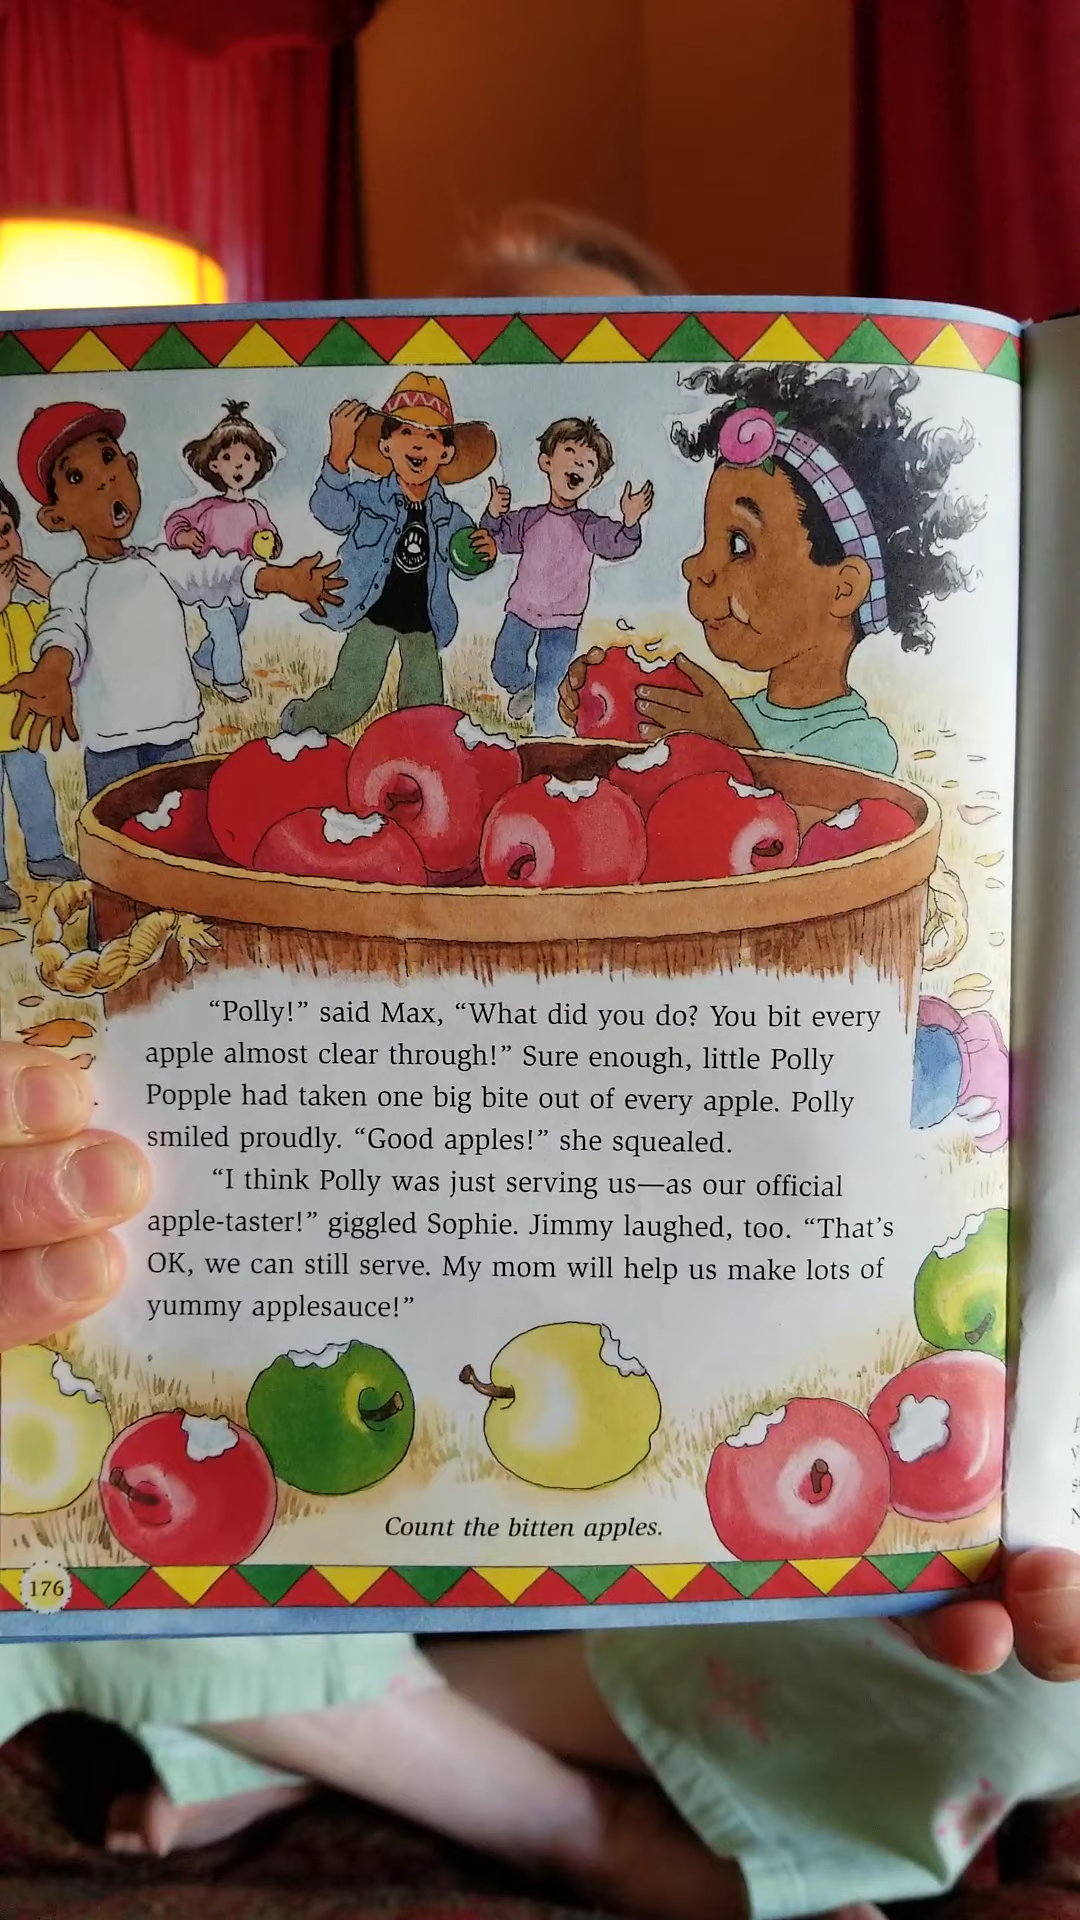 “Polly!” said Max, “What did you do? You bit every
apple almost clear through!” Sure enough, little Polly
Popple had taken one big bite out of every apple. Polly
smiled proudly. “Good apples!” she squealed.
“I think Polly was just serving us—as our official
apple-taster!” giggled Sophie. Jimmy laughed, too. “That’s
OK, we can still serve. My mom will help us make lots of
yummy applesauce!”
Count the bitten apples.
176